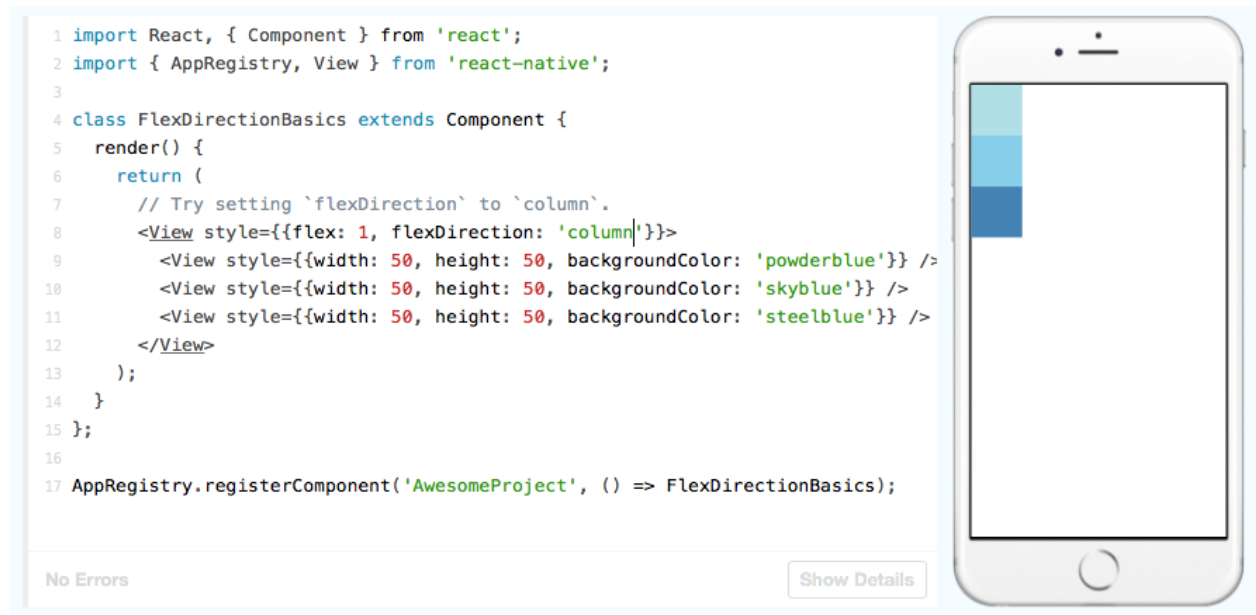 1 import React, { Component } from 'react';
2 import { AppRegistry, View } from 'react-native';
3
4 class FlexDirectionBasics extends Component {
5   render() {
6     return (
7       // Try setting `flexDirection` to `column`.
8       <View style={{flex: 1, flexDirection: 'column'}}>
9         <View style={{width: 50, height: 50, backgroundColor: 'powderblue'}} />
10         <View style={{width: 50, height: 50, backgroundColor: 'skyblue'}} />
11         <View style={{width: 50, height: 50, backgroundColor: 'steelblue'}} />
12       </View>
13     );
14   }
15 };
16
17 AppRegistry.registerComponent('AwesomeProject', () => FlexDirectionBasics);
No Errors
Show Details